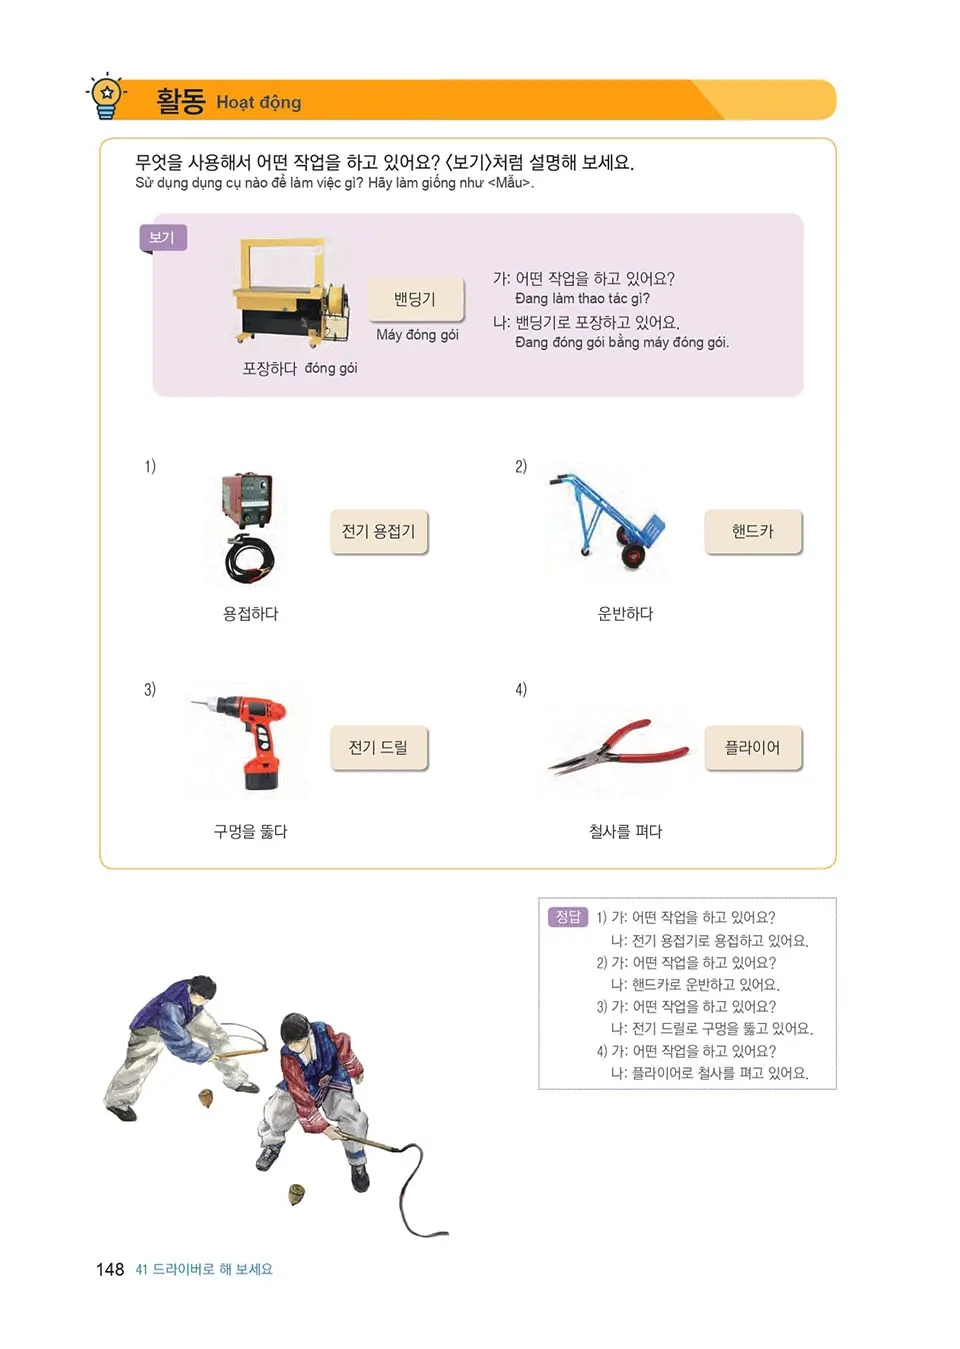 활동 Hoạt động
무엇을 사용해서 어떤 작업을 하고 있어요? <보기>처럼 설명해 보세요.
Sử dụng dụng cụ nào để làm việc gì? Hãy làm giống như <Mẫu>.
보기
밴딩기
Máy đóng gói
포장하다 đóng gói
가: 어떤 작업을 하고 있어요?
Đang làm thao tác gì?
나: 밴딩기로 포장하고 있어요.
Đang đóng gói bằng máy đóng gói.
1)
전기 용접기
용접하다
2)
핸드카
운반하다
3)
전기 드릴
구멍을 뚫다
4)
플라이어
철사를 펴다
정답
1) 가: 어떤 작업을 하고 있어요?
나: 전기 용접기로 용접하고 있어요.
2) 가: 어떤 작업을 하고 있어요?
나: 핸드카로 운반하고 있어요.
3) 가: 어떤 작업을 하고 있어요?
나: 전기 드릴로 구멍을 뚫고 있어요.
4) 가: 어떤 작업을 하고 있어요?
나: 플라이어로 철사를 펴고 있어요.
148 41 드라이버로 해 보세요